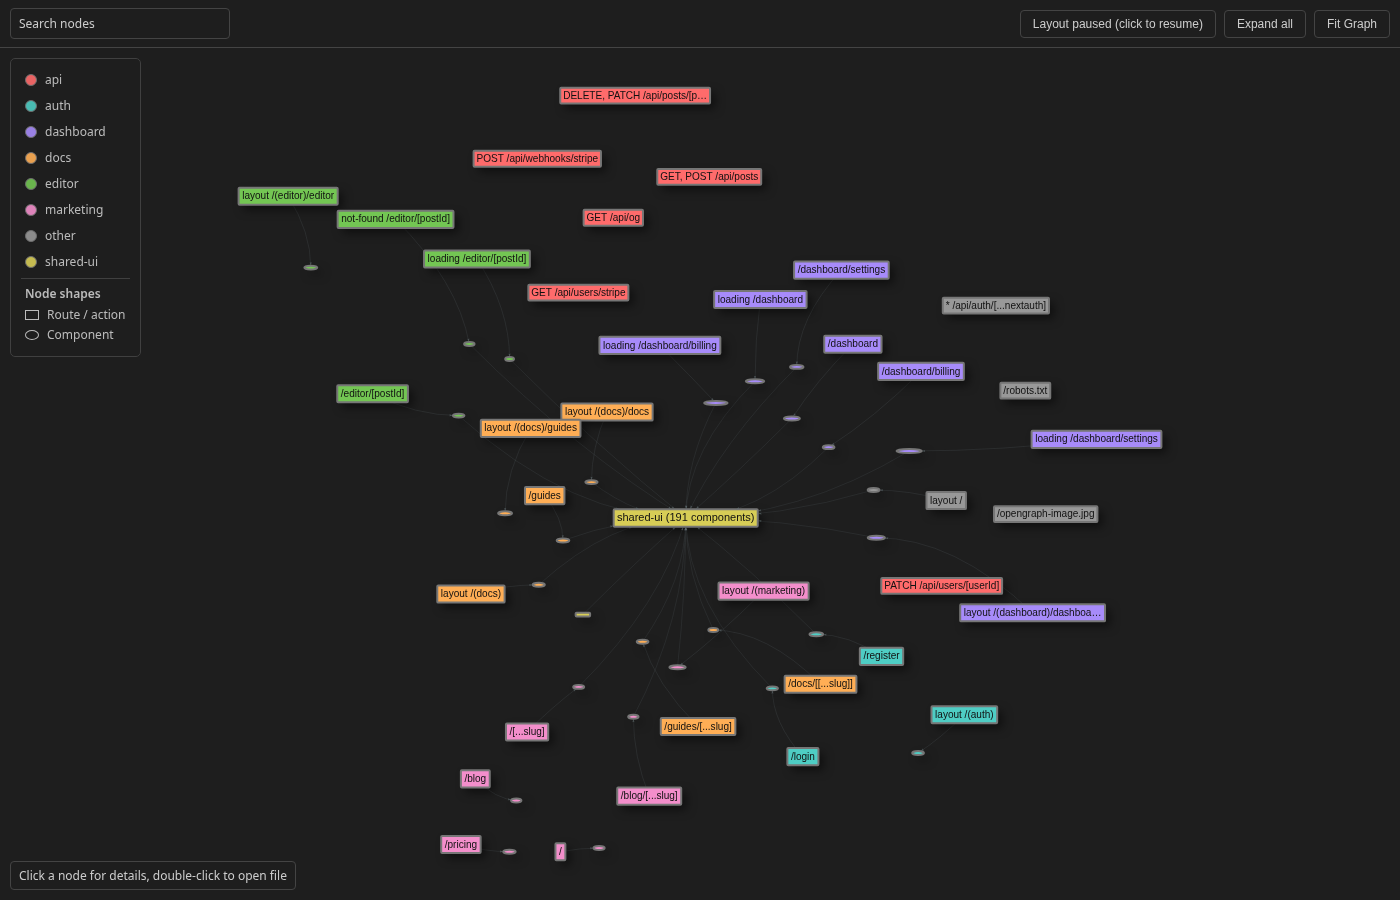 Search nodes
Layout paused (click to resume)
Expand all
Fit Graph
api
auth
dashboard
docs
editor
marketing
other
shared-ui
Node shapes
Route / action
Component
DELETE, PATCH /api/posts/[p…
POST /api/webhooks/stripe
GET, POST /api/posts
layout /(editor)/editor
not-found /editor/[postId]
GET /api/og
loading /editor/[postId]
/dashboard/settings
GET /api/users/stripe
loading /dashboard
* /api/auth/[...nextauth]
loading /dashboard/billing
/dashboard
/dashboard/billing
/editor/[postId]
/robots.txt
layout /(docs)/docs
layout /(docs)/guides
loading /dashboard/settings
/guides
layout /
/opengraph-image.jpg
shared-ui (191 components)
layout /(docs)
layout /(marketing)
PATCH /api/users/[userId]
layout /(dashboard)/dashboa…
/register
/docs/[[...slug]]
layout /(auth)
/[...slug]
/guides/[...slug]
/login
/blog
/blog/[...slug]
/pricing
/
Click a node for details, double-click to open file